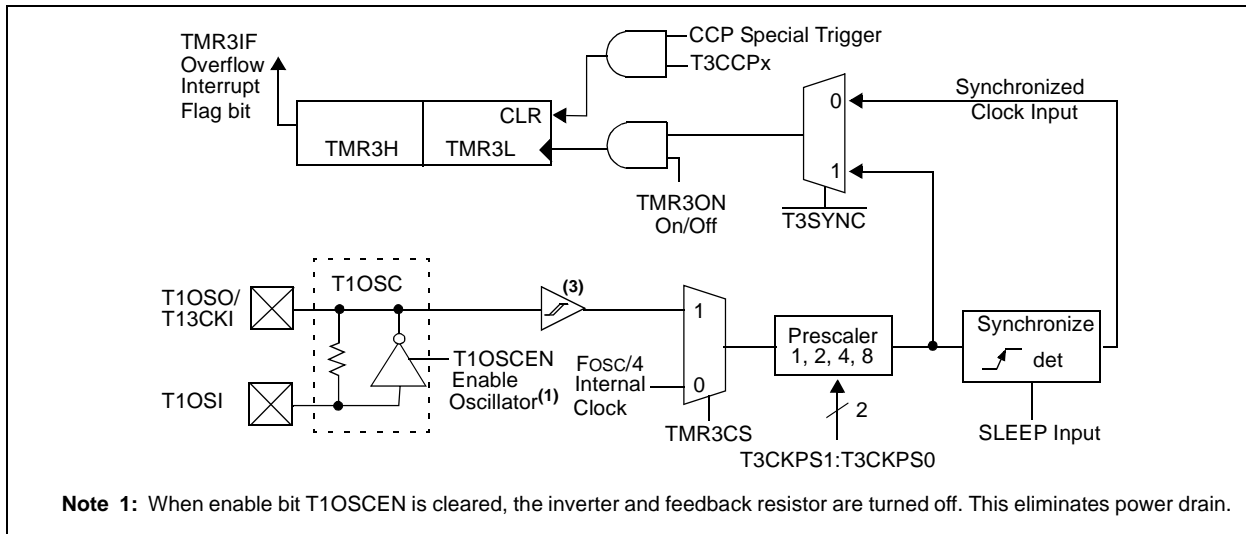 TMR3IF
Overflow
Interrupt
Flag bit
CCP Special Trigger
T3CCPx
CLR
TMR3H
TMR3L
TMR3ON
On/Off
0
1
T3SYNC
Synchronized
Clock Input
T1OSC
T1OSO/
T13CKI
T1OSI
(3)
T1OSCEN
Enable
Oscillator(1)
FOSC/4
Internal
Clock
1
0
TMR3CS
Prescaler
1, 2, 4, 8
2
T3CKPS1:T3CKPS0
Synchronize
det
SLEEP Input
Note 1: When enable bit T1OSCEN is cleared, the inverter and feedback resistor are turned off. This eliminates power drain.